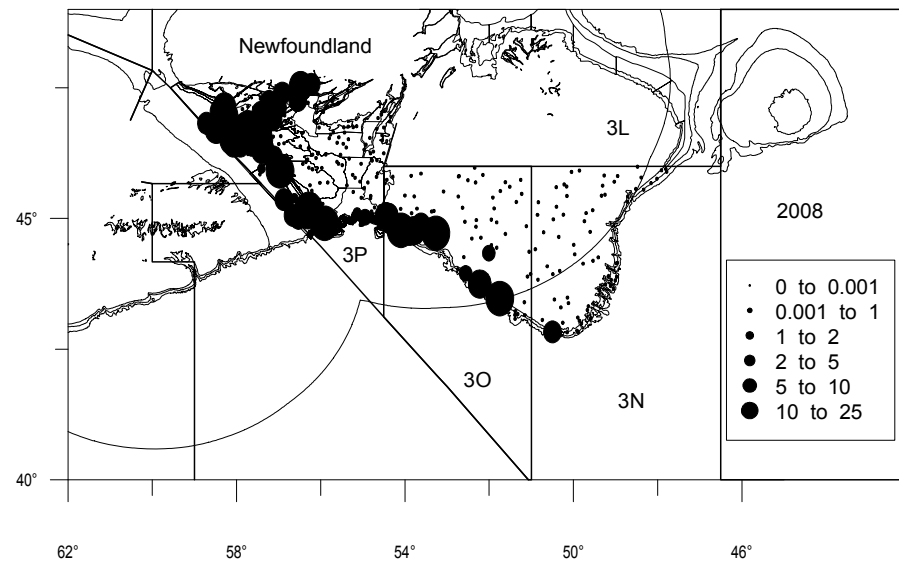 Newfoundland
3L
45°
2008
3P
0 to 0.001
0.001 to 1
1 to 2
2 to 5
5 to 10
10 to 25
3O
3N
40°
62° 58° 54° 50° 46°